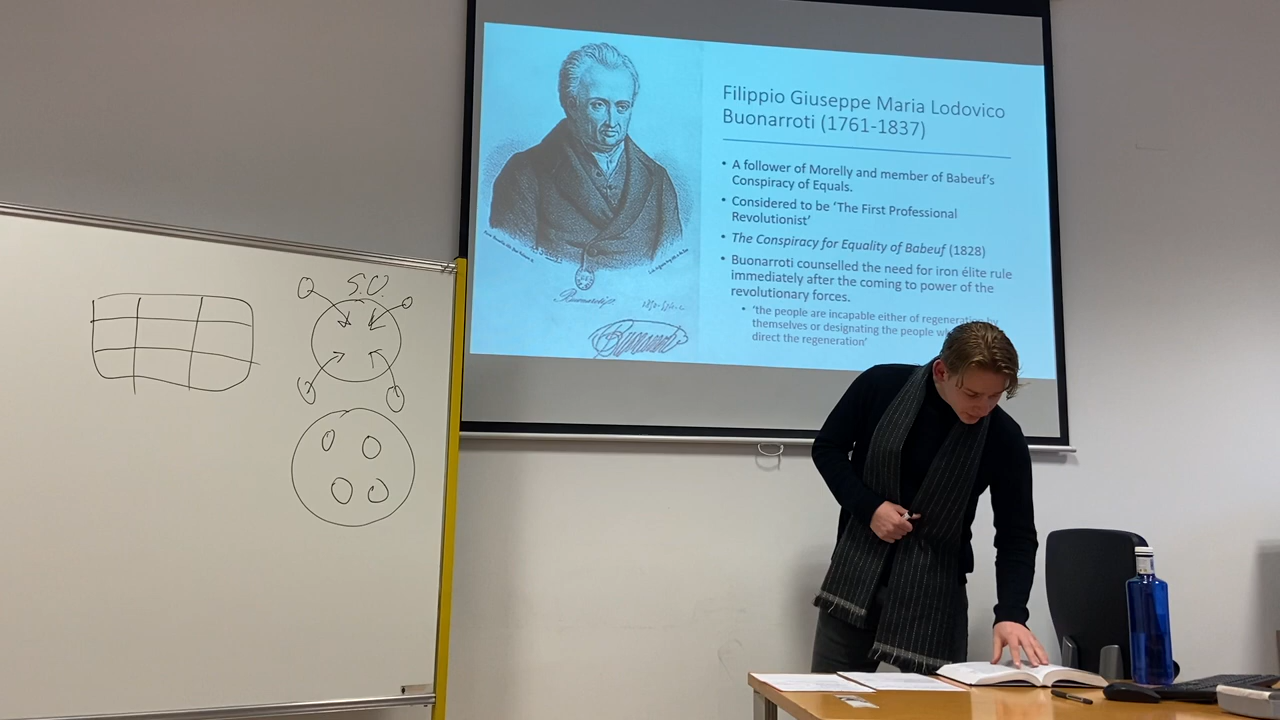 S.U.
Filippio Giuseppe Maria Lodovico
Buonarroti (1761-1837)
• A follower of Morelly and member of Babeuf's
Conspiracy of Equals.
• Considered to be 'The First Professional
Revolutionist'
• The Conspiracy for Equality of Babeuf (1828)
• Buonarroti counselled the need for iron élite rule
immediately after the coming to power of the
revolutionary forces.
• 'the people are incapable either of regeneration by
themselves or designating the people
direct the regeneration'